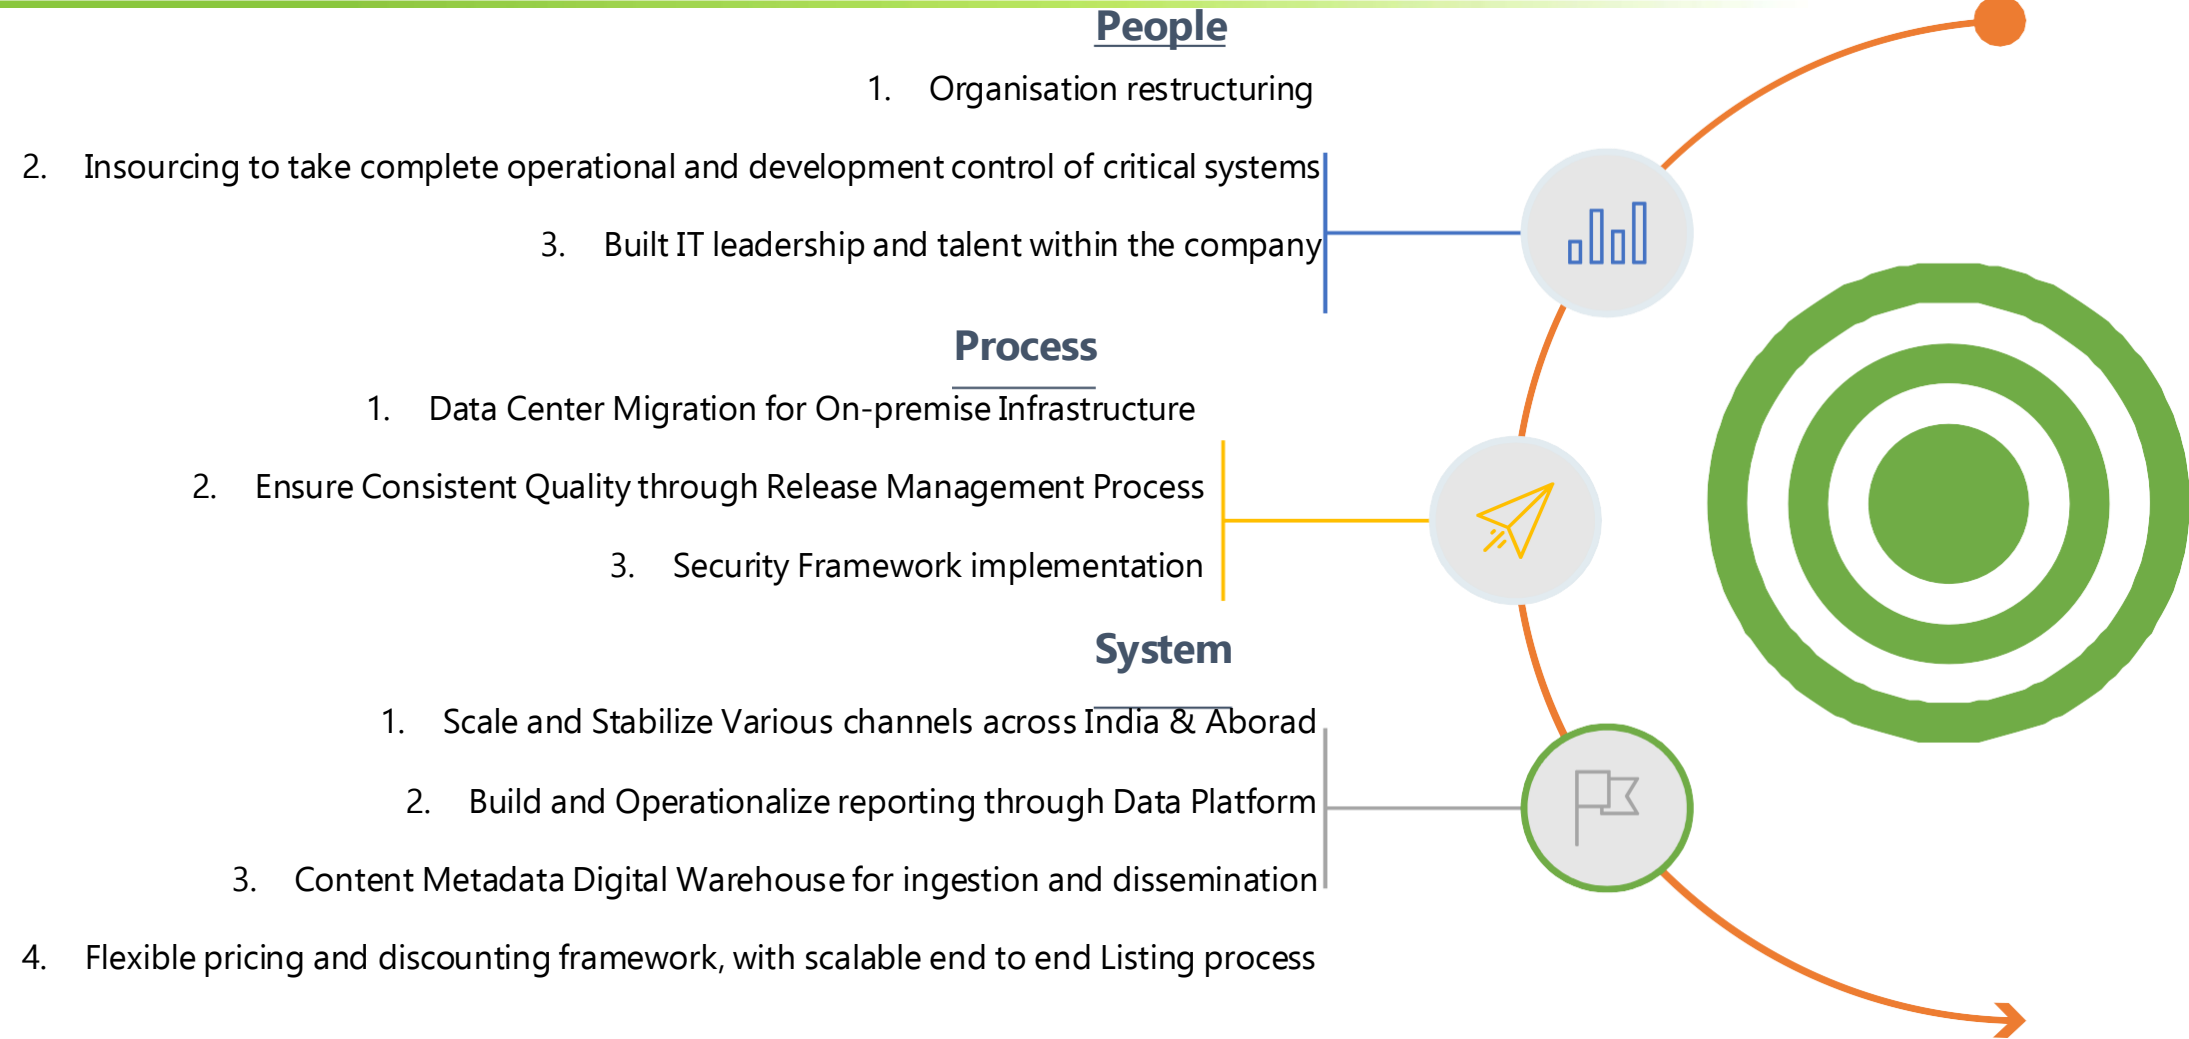 People
1. Organisation restructuring
2. Insourcing to take complete operational and development control of critical systems
3. Built IT leadership and talent within the company
Process
1. Data Center Migration for On-premise Infrastructure
2. Ensure Consistent Quality through Release Management Process
3. Security Framework implementation
System
1. Scale and Stabilize Various channels across India & Aborad
2. Build and Operationalize reporting through Data Platform
3. Content Metadata Digital Warehouse for ingestion and dissemination
4. Flexible pricing and discounting framework, with scalable end to end Listing process